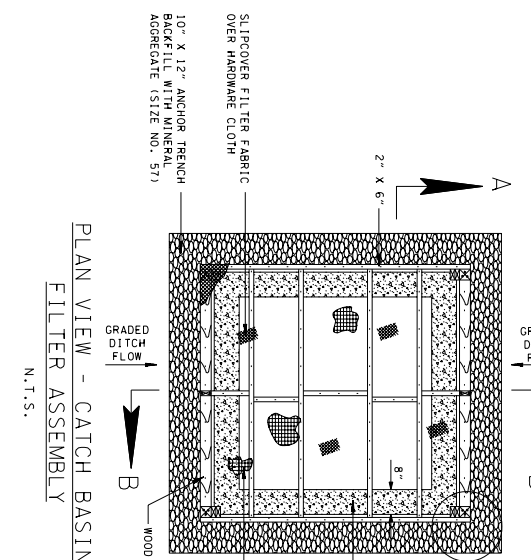 A
10" X 12" ANCHOR TRENCH
BACKFILL WITH MINERAL
AGGREGATE (SIZE NO. 57)
SLIPCOVER FILTER FABRIC
OVER HARDWARE CLOTH
2" X 6"
8"
GRADED
DITCH
FLOW
B
WOOD
PLAN VIEW - CATCH BASIN
FILTER ASSEMBLY
N.T.S.